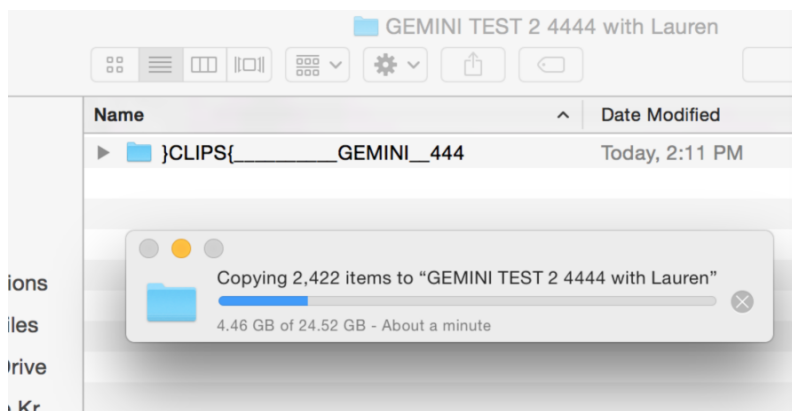 GEMINI TEST 2 4444 with Lauren
Name
Date Modified
}CLIPS{__________GEMINI__444
Today, 2:11 PM
Copying 2,422 items to “GEMINI TEST 2 4444 with Lauren”
4.46 GB of 24.52 GB - About a minute
ions
iles
Drive